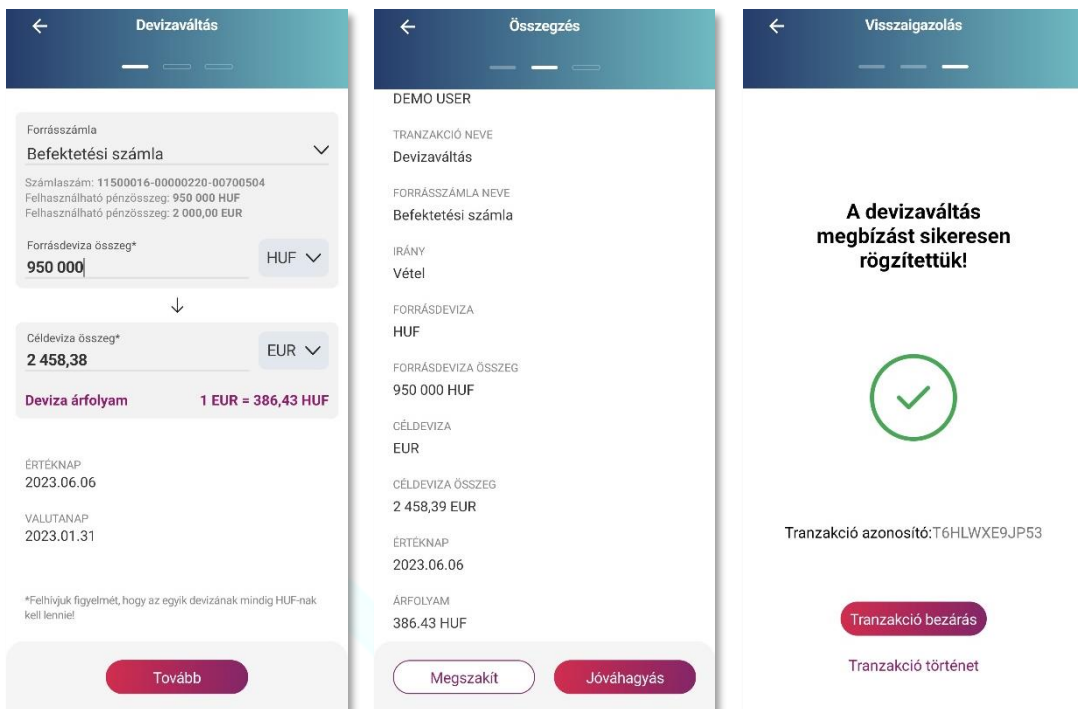 Devizaváltás
Forrásszámla
Befektetési számla
Számlaszám: 11500016-00000220-00700504
Felhasználható pénzösszeg: 950 000 HUF
Felhasználható pénzösszeg: 2 000,00 EUR
Forrásdeviza összeg*
950 000
HUF
Céldeviza összeg*
2 458,38
EUR
Deviza árfolyam 1 EUR = 386,43 HUF
ÉRTÉKNAP
2023.06.06
VALUTANAP
2023.01.31
*Felhívjuk figyelmét, hogy az egyik devizának mindig HUF-nak
kell lennie!
Tovább
Összegzés
DEMO USER
TRANZAKCIÓ NEVE
Devizaváltás
FORRÁSSZÁMLA NEVE
Befektetési számla
IRÁNY
Vétel
FORRÁSDEVIZA
HUF
FORRÁSDEVIZA ÖSSZEG
950 000 HUF
CÉLDEVIZA
EUR
CÉLDEVIZA ÖSSZEG
2 458,39 EUR
ÉRTÉKNAP
2023.06.06
ÁRFOLYAM
386.43 HUF
Megszakít Jóváhagyás
Visszaigazolás
A devizaváltás
megbízást sikeresen
rögzítettük!
Tranzakció azonosító:T6HLWXE9JP53
Tranzakció bezárás
Tranzakció történet